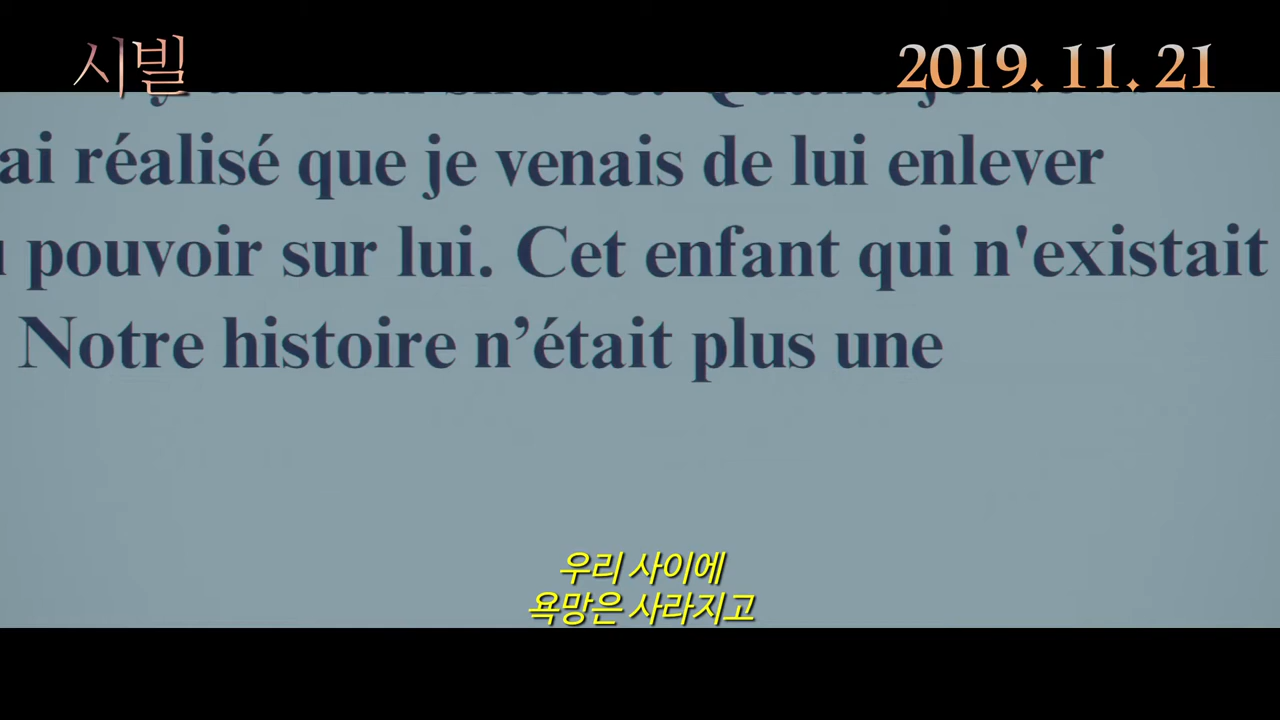 시빌
2019. 11. 21
ai réalisé que je venais de lui enlever
pouvoir sur lui. Cet enfant qui n'existait
Notre histoire n’était plus une
우리 사이에
욕망은 사라지고